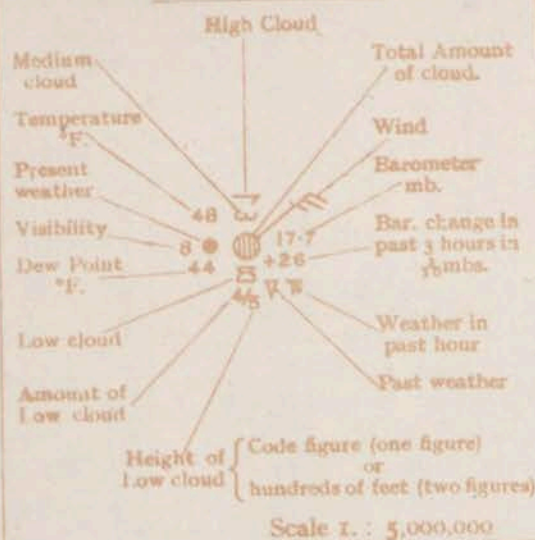 High Cloud
Medium cloud
Total Amount of cloud.
Temperature °F.
Wind
Present weather
Barometer mb.
48
Visibility
8
17·7
Bar. change in past 3 hours in ⅒mbs.
+26
Dew Point °F.
44
4/5
Low cloud
Weather in past hour
Amount of Low cloud
Past weather
Height of Low cloud
Code figure (one figure)
or
hundreds of feet (two figures)
Scale 1. : 5,000,000